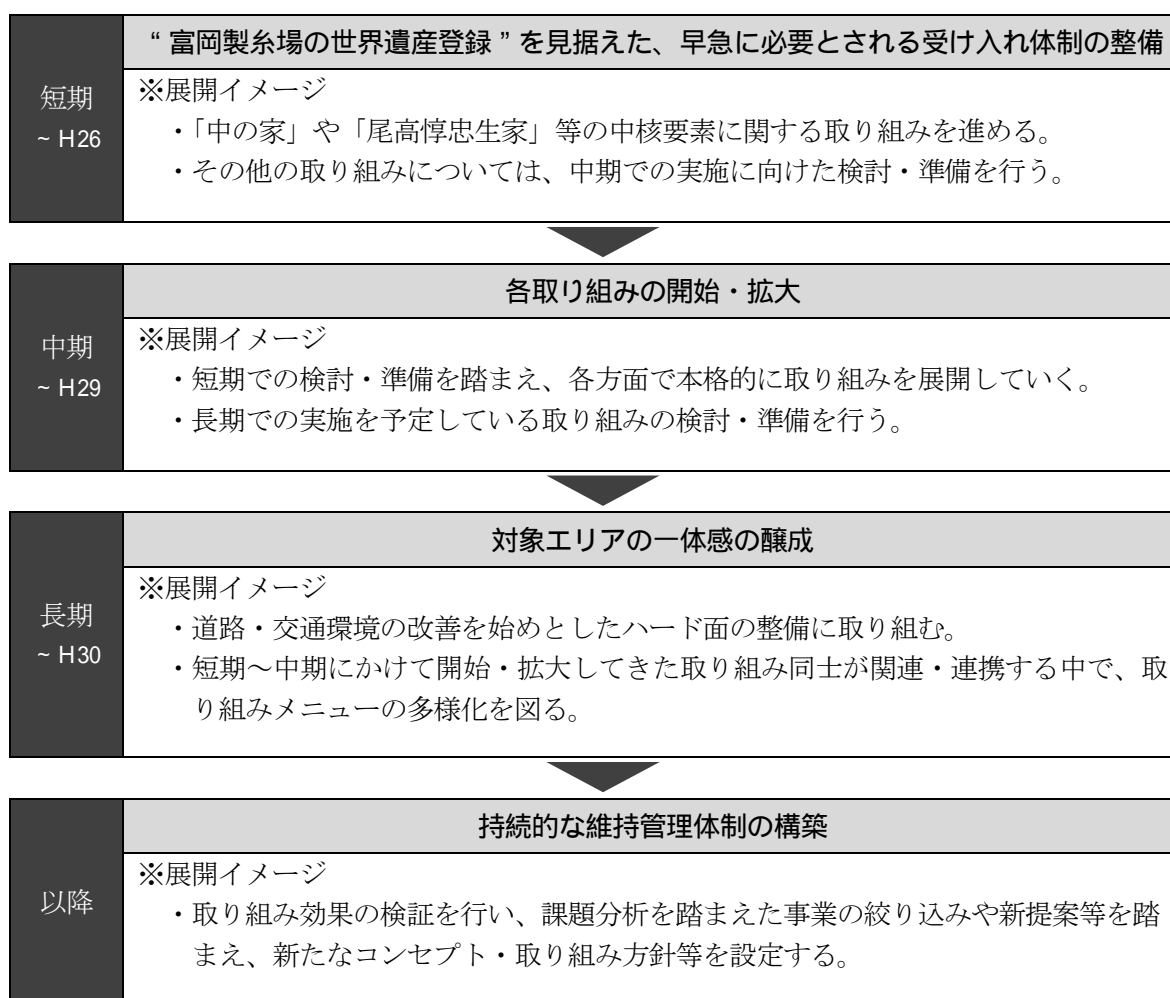 “富岡製糸場の世界遺産登録”を見据えた、早急に必要とされる受け入れ体制の整備
短期
~ H26
※展開イメージ
・「中の家」や「尾高惇忠生家」等の中核要素に関する取り組みを進める。
・その他の取り組みについては、中期での実施に向けた検討・準備を行う。
各取り組みの開始・拡大
中期
~ H29
※展開イメージ
・短期での検討・準備を踏まえ、各方面で本格的に取り組みを展開していく。
・長期での実施を予定している取り組みの検討・準備を行う。
対象エリアの一体感の醸成
長期
~ H30
※展開イメージ
・道路・交通環境の改善を始めとしたハード面の整備に取り組む。
・短期～中期にかけて開始・拡大してきた取り組み同士が関連・連携する中で、取
り組みメニューの多様化を図る。
持続的な維持管理体制の構築
以降
※展開イメージ
・取り組み効果の検証を行い、課題分析を踏まえた事業の絞り込みや新提案等を踏
まえ、新たなコンセプト・取り組み方針等を設定する。